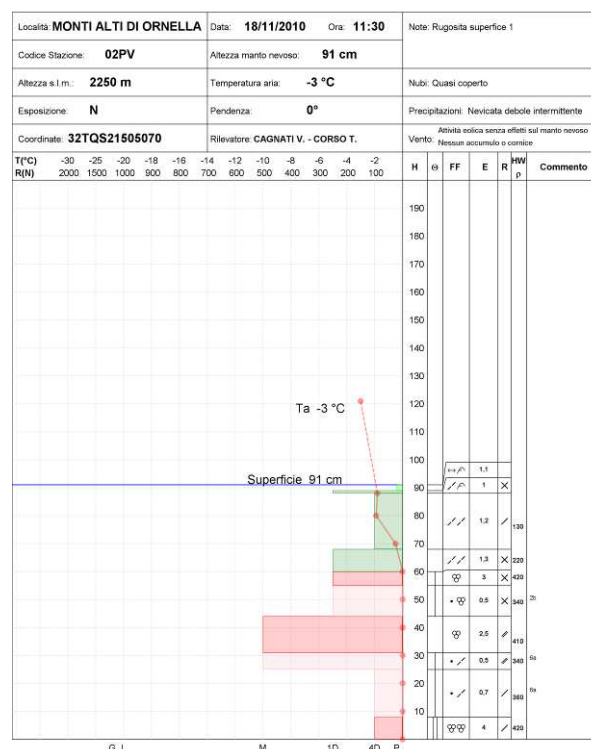 Località: MONTI ALTI DI ORNELLA Data: 18/11/2010 Ora: 11:30 Note: Rugosita superfice 1
Codice Stazione: 02PV Altezza manto nevoso: 91 cm
Altezza s.l.m.: 2250 m Temperatura aria: -3 °C Nubi: Quasi coperto
Esposizione: N Pendenza: 0° Precipitazioni: Nevicata debole intermittente
Coordinate: 32TQS21505070 Rilevatore: CAGNATI V. - CORSO T. Vento: Attività eolica senza effetti sul manto nevoso
Nessun accumulo o cornice
T(°C) -30 -25 -20 -18 -16 -14 -12 -10 -8 -6 -4 -2 H Θ FF E R HW Commento
R(N) 2000 1500 1000 900 800 700 600 500 400 300 200 100 ρ
190
180
170
160
150
140
130
Ta -3 °C 120
110
100
1,1
Superficie 91 cm 90 1
80 1,2 130
70
1,3 220
60 3 420
50 0,5 340 2b
40 2,5 410
30 0,5 340 6a
20 0,7 360 6a
10
4 420
G I M 1D 4D P